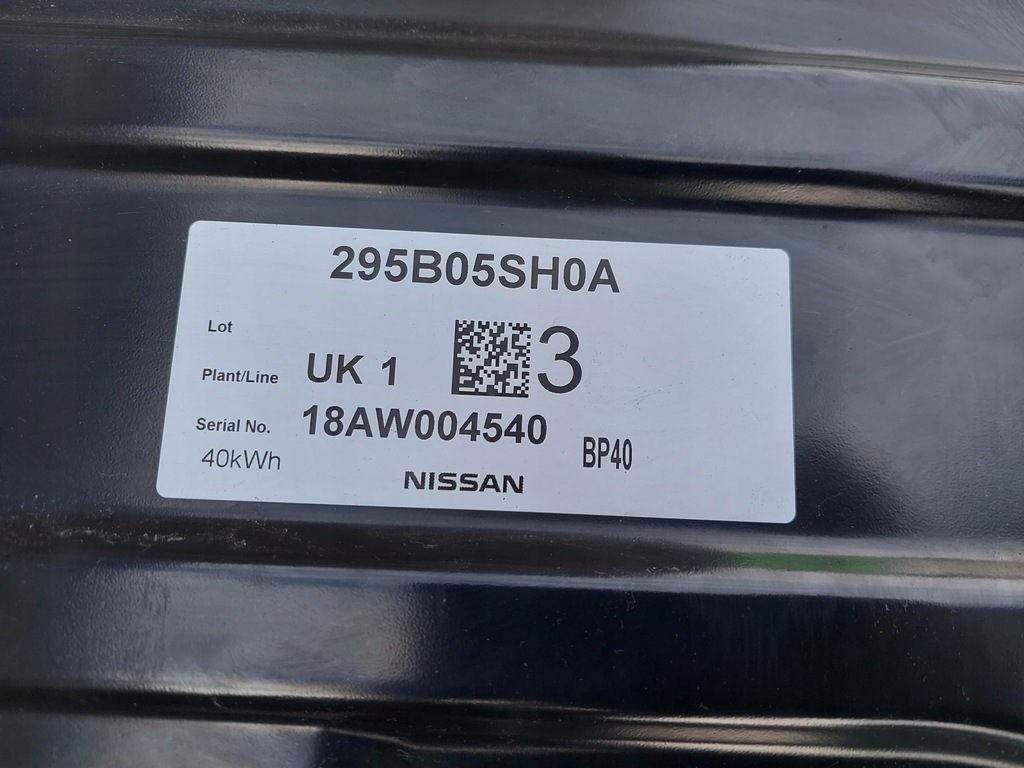 295B05SH0A
Lot
3
Plant/Line UK 1
Serial No. 18AW004540
40kWh
BP40
NISSAN